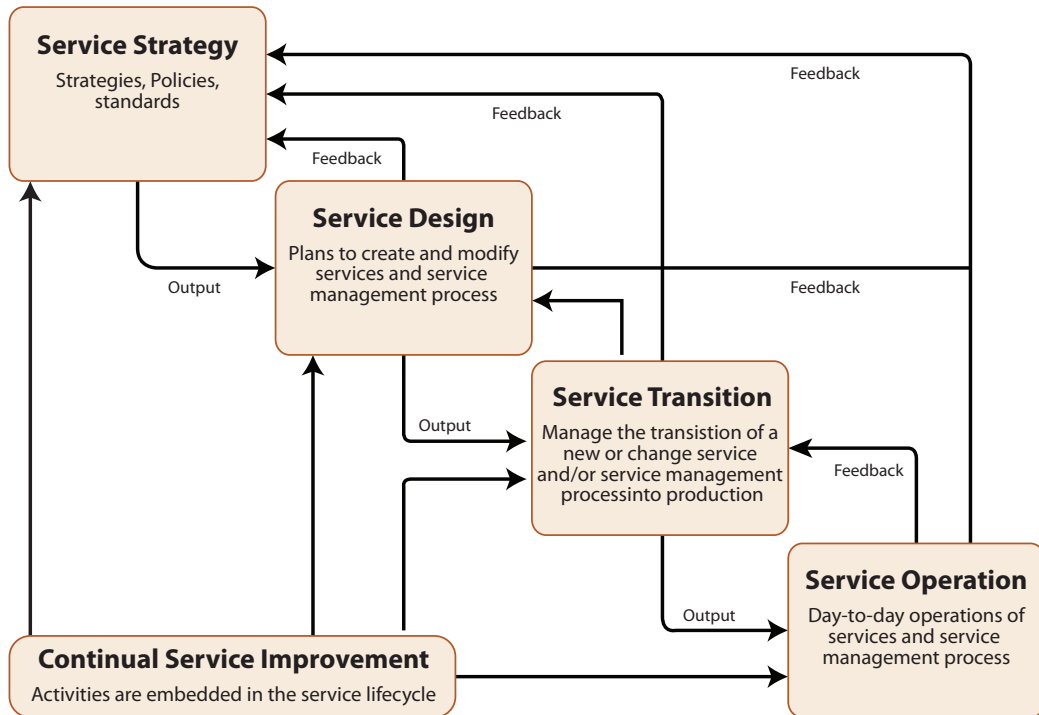 Service Strategy
Strategies, Policies,
standards
Feedback
Feedback
Feedback
Service Design
Plans to create and modify
services and service
management process
Output
Feedback
Service Transition
Manage the transistion of a
new or change service
and/or service management
processinto production
Output
Feedback
Service Operation
Day-to-day operations of
services and service
management process
Output
Continual Service Improvement
Activities are embedded in the service lifecycle